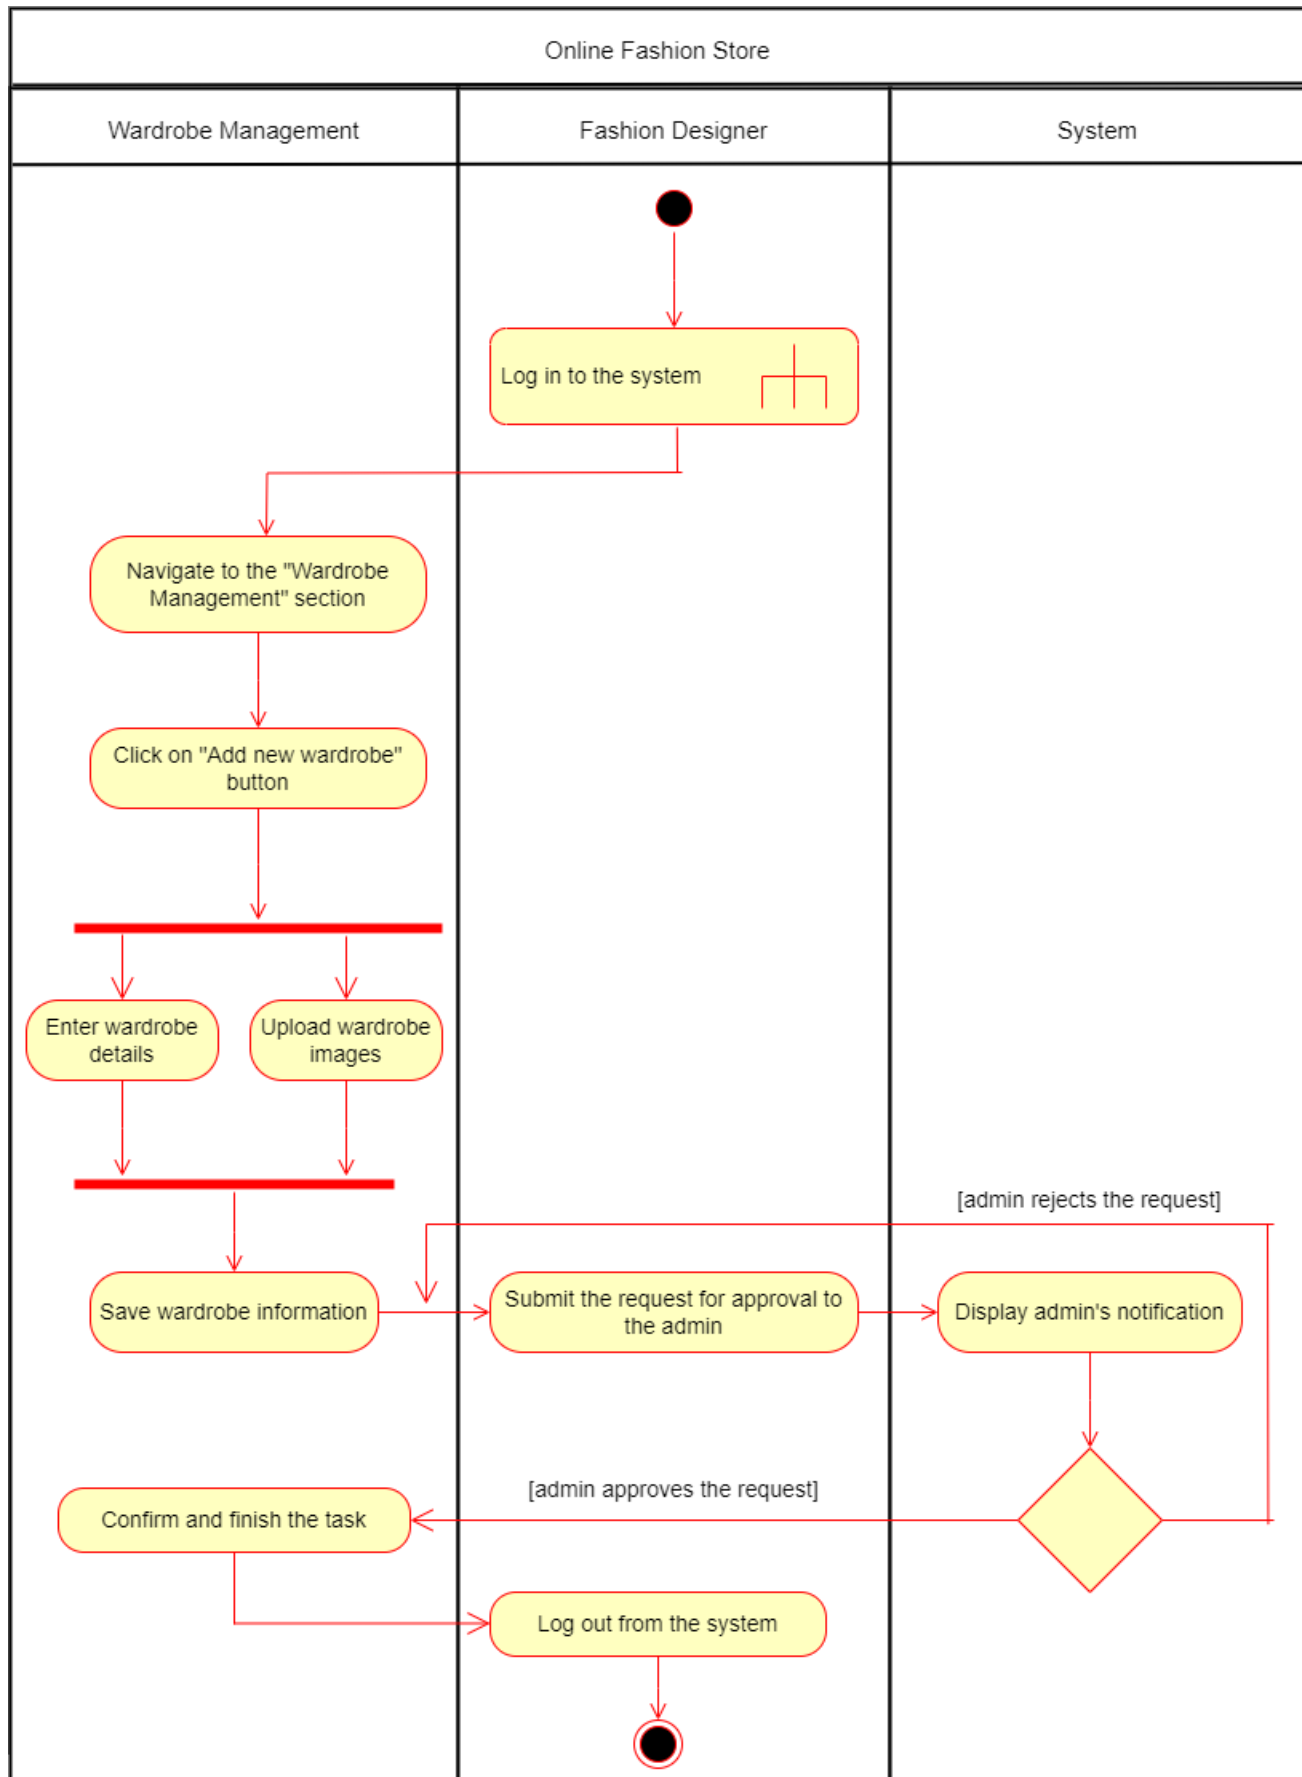 Online Fashion Store
Wardrobe Management
Fashion Designer
System
Log in to the system
Navigate to the "Wardrobe
Management" section
Click on "Add new wardrobe"
button
Enter wardrobe
details
Upload wardrobe
images
[admin rejects the request]
Save wardrobe information
Submit the request for approval to
the admin
Display admin's notification
[admin approves the request]
Confirm and finish the task
Log out from the system